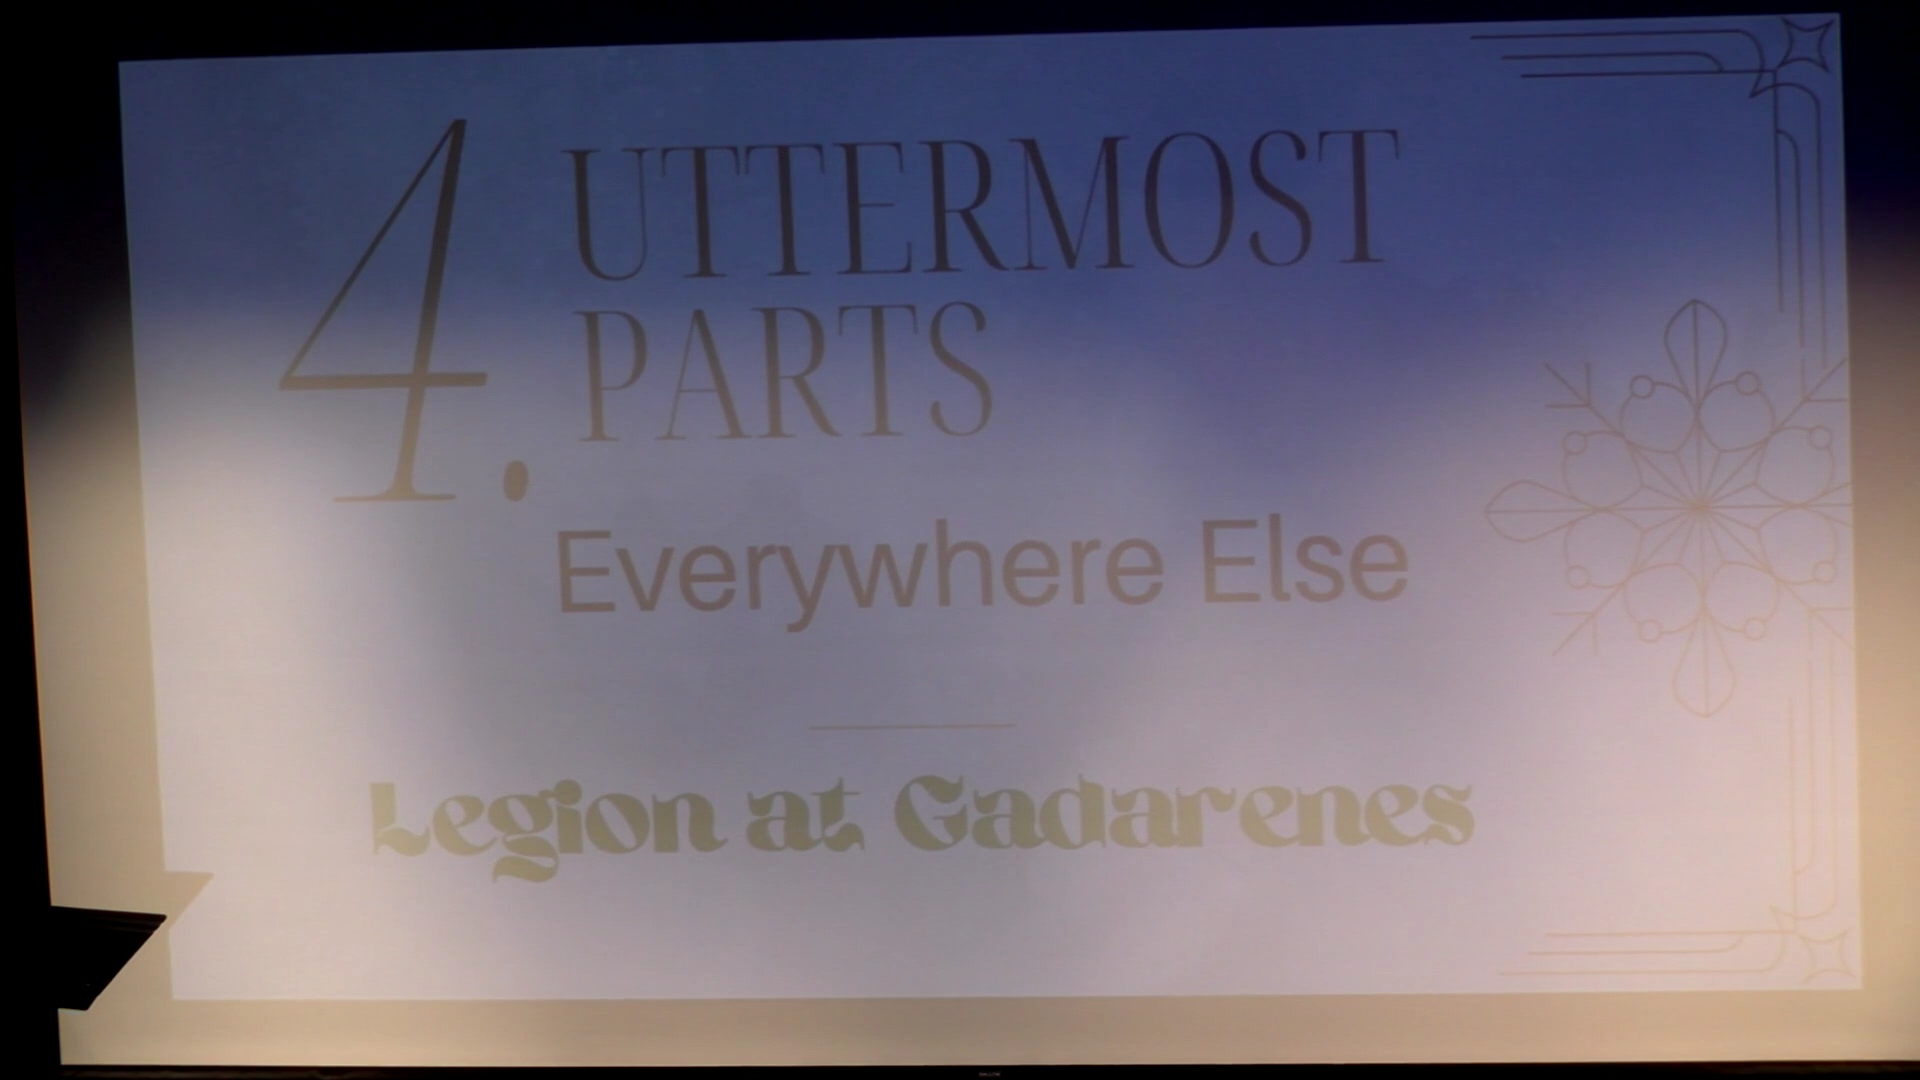 4. UTTERMOST
PARTS
Everywhere Else
Legion at Gadarenes